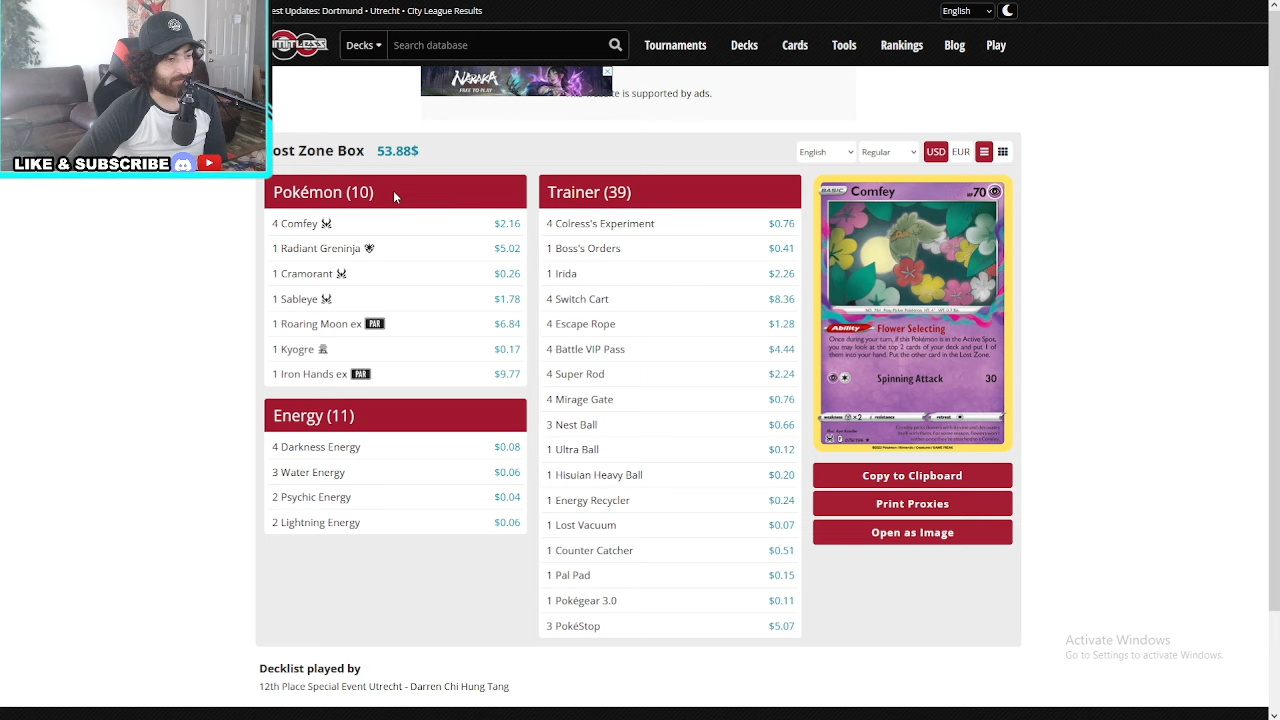 est Updates: Dortmund • Utrecht • City League Results
English
Decks
Search database
Tournaments
Decks
Cards
Tools
Rankings
Blog
Play
NARAKA
FREE TO PLAY
e is supported by ads.
LIKE & SUBSCRIBE
ost Zone Box 53.88$
English
Regular
USD
EUR
Pokémon (10)
4 Comfey $2.16
1 Radiant Greninja $5.02
1 Cramorant $0.26
1 Sableye $1.78
1 Roaring Moon ex PAR $6.84
1 Kyogre $0.17
1 Iron Hands ex PAR $9.77
Energy (11)
4 Darkness Energy $0.08
3 Water Energy $0.06
2 Psychic Energy $0.04
2 Lightning Energy $0.06
Trainer (39)
4 Colress's Experiment $0.76
1 Boss's Orders $0.41
1 Irida $2.26
4 Switch Cart $8.36
4 Escape Rope $1.28
4 Battle VIP Pass $4.44
4 Super Rod $2.24
4 Mirage Gate $0.76
3 Nest Ball $0.66
1 Ultra Ball $0.12
1 Hisuian Heavy Ball $0.20
1 Energy Recycler $0.24
1 Lost Vacuum $0.07
1 Counter Catcher $0.51
1 Pal Pad $0.15
1 Pokégear 3.0 $0.11
3 PokéStop $5.07
BASIC Comfey HP 70
Ability Flower Selecting
Once during your turn, if this Pokémon is in the Active Spot,
you may look at the top 2 cards of your deck and put 1 of
them into your hand. Put the other card in the Lost Zone.
Spinning Attack 30
weakness ×2 resistance retreat
Copy to Clipboard
Print Proxies
Open as Image
Activate Windows
Go to Settings to activate Windows.
Decklist played by
12th Place Special Event Utrecht - Darren Chi Hung Tang